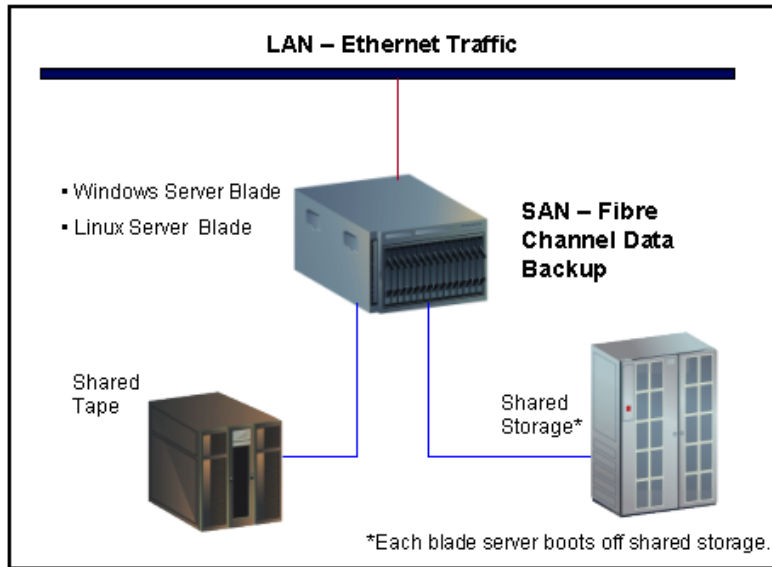 LAN – Ethernet Traffic
▪ Windows Server Blade
▪ Linux Server Blade
SAN – Fibre
Channel Data
Backup
Shared
Tape
Shared
Storage*
*Each blade server boots off shared storage.